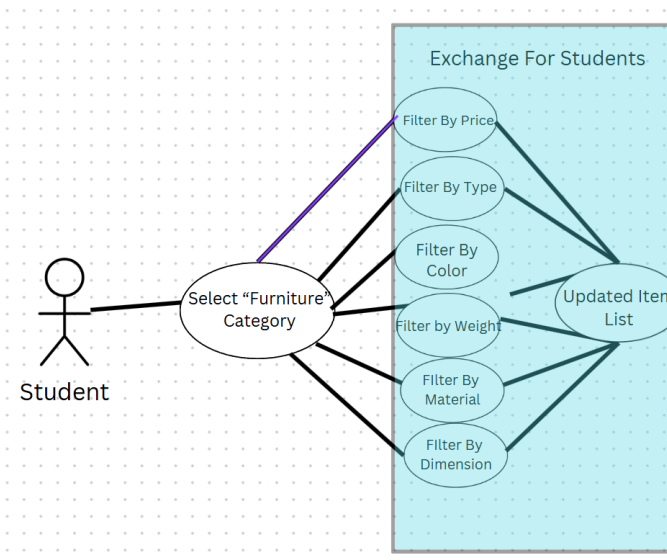 Exchange For Students
Filter By Price
Filter By Type
Filter By
Color
Select “Furniture”
Category
Updated Item
List
Filter by Weight
FIlter By
Material
Student
FIlter By
Dimension